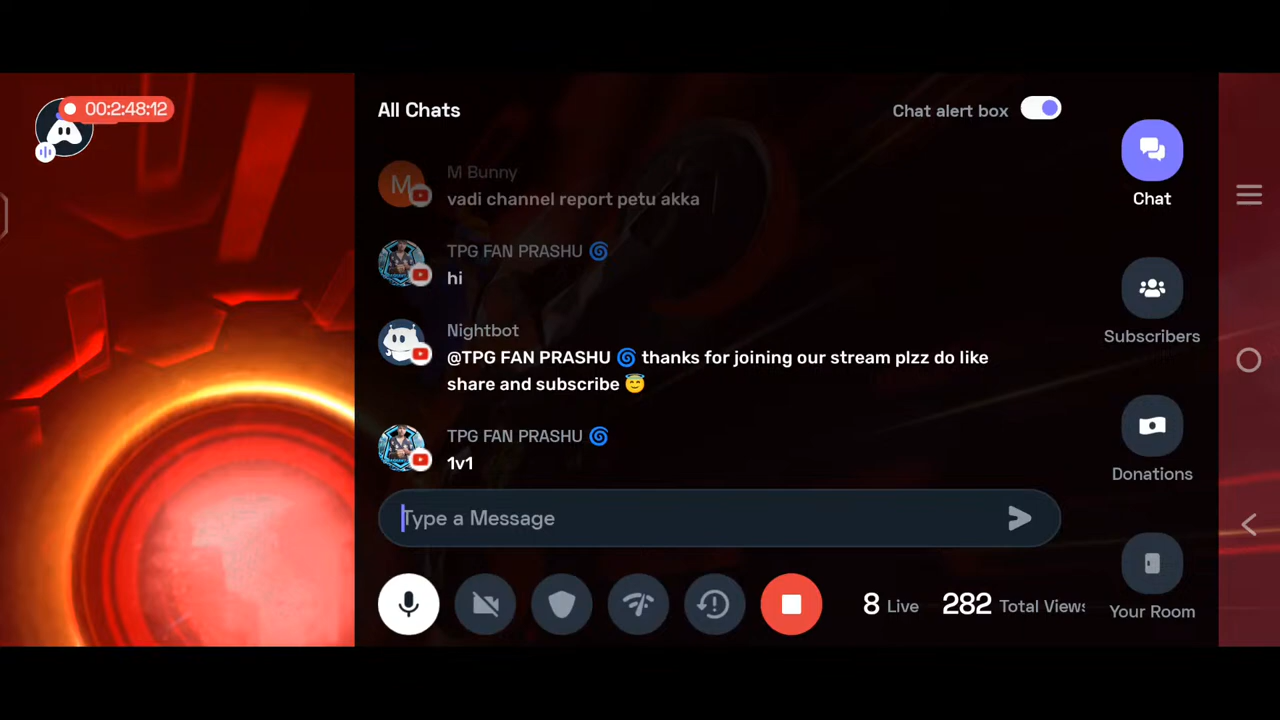 00:2:48:12
All Chats
Chat alert box
M Bunny
M
vadi channel report petu akka
TPG FAN PRASHU 🌀
hi
Nightbot
@TPG FAN PRASHU 🌀 thanks for joining our stream plzz do like
share and subscribe 😇
TPG FAN PRASHU 🌀
1v1
Type a Message
8 Live
282 Total Views
Chat
Subscribers
Donations
Your Room